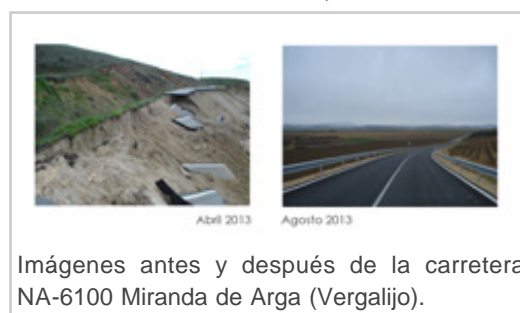 Abril 2013
Agosto 2013
Imágenes antes y después de la carretera
NA-6100 Miranda de Arga (Vergalijo).